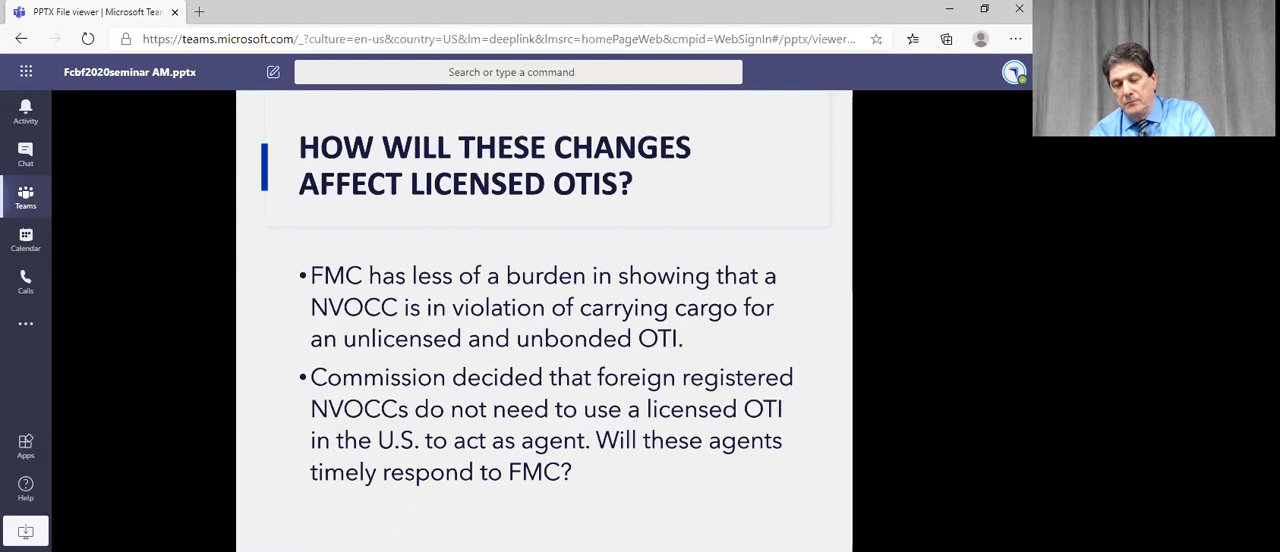 PPTX File viewer | Microsoft Tear
https://teams.microsoft.com/_?culture=en-us&country=US&lm=deeplink&lmsrc=homePageWeb&cmpid=WebSignIn#/pptx/viewer...
Fcbf2020seminar AM.pptx
Search or type a command
Activity
Chat
Teams
Calendar
Calls
Apps
Help
HOW WILL THESE CHANGES
AFFECT LICENSED OTIS?
•FMC has less of a burden in showing that a
NVOCC is in violation of carrying cargo for
an unlicensed and unbonded OTI.
•Commission decided that foreign registered
NVOCCs do not need to use a licensed OTI
in the U.S. to act as agent. Will these agents
timely respond to FMC?